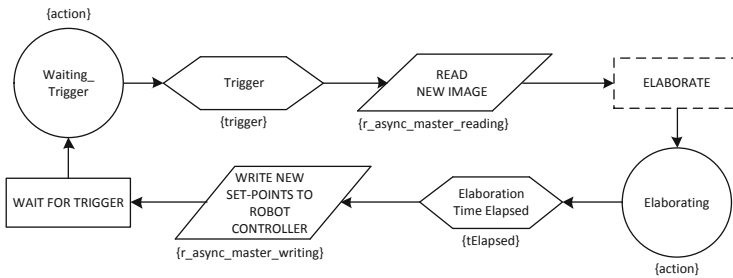 {action}
Waiting_
Trigger
Trigger
{trigger}
READ
NEW IMAGE
{r_async_master_reading}
ELABORATE
Elaborating
{action}
Elaboration
Time Elapsed
{tElapsed}
WRITE NEW
SET-POINTS TO
ROBOT
CONTROLLER
{r_async_master_writing}
WAIT FOR TRIGGER